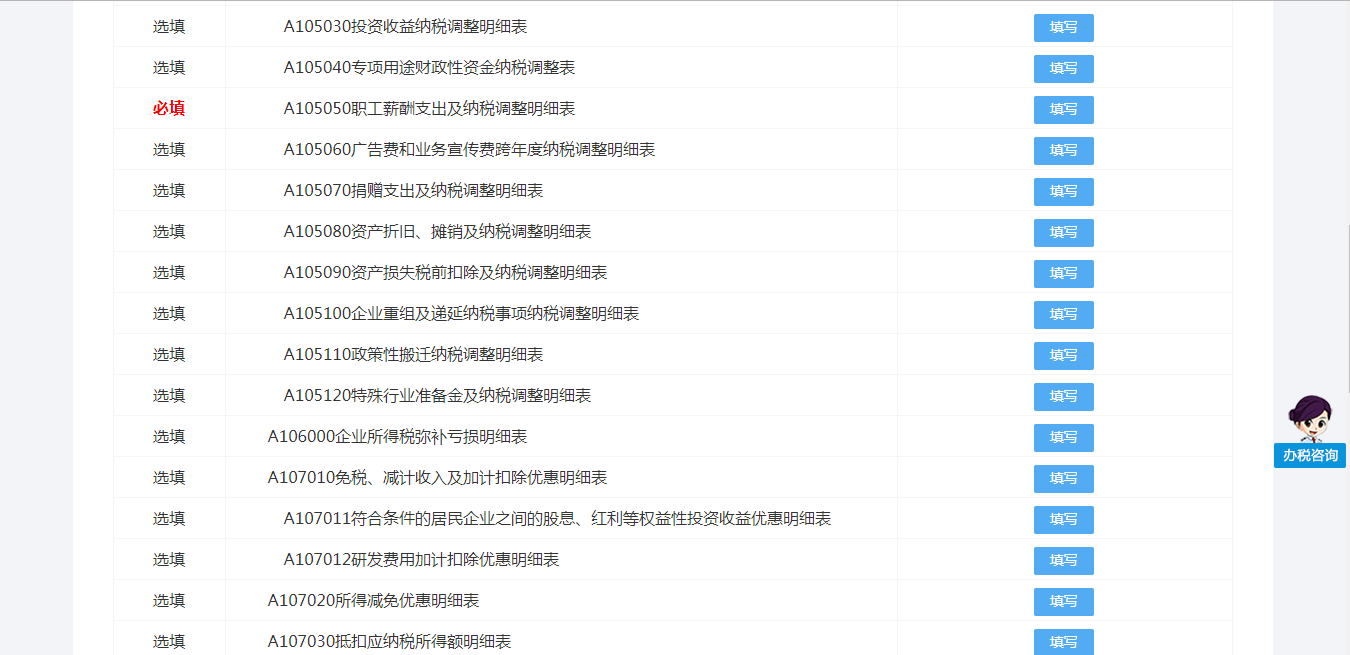 选填 A105030投资收益纳税调整明细表 填写
选填 A105040专项用途财政性资金纳税调整表 填写
必填 A105050职工薪酬支出及纳税调整明细表 填写
选填 A105060广告费和业务宣传费跨年度纳税调整明细表 填写
选填 A105070捐赠支出及纳税调整明细表 填写
选填 A105080资产折旧、摊销及纳税调整明细表 填写
选填 A105090资产损失税前扣除及纳税调整明细表 填写
选填 A105100企业重组及递延纳税事项纳税调整明细表 填写
选填 A105110政策性搬迁纳税调整明细表 填写
选填 A105120特殊行业准备金及纳税调整明细表 填写
选填 A106000企业所得税弥补亏损明细表 填写
选填 A107010免税、减计收入及加计扣除优惠明细表 填写
选填 A107011符合条件的居民企业之间的股息、红利等权益性投资收益优惠明细表 填写
选填 A107012研发费用加计扣除优惠明细表 填写
选填 A107020所得减免优惠明细表 填写
选填 A107030抵扣应纳税所得额明细表 填写
办税咨询